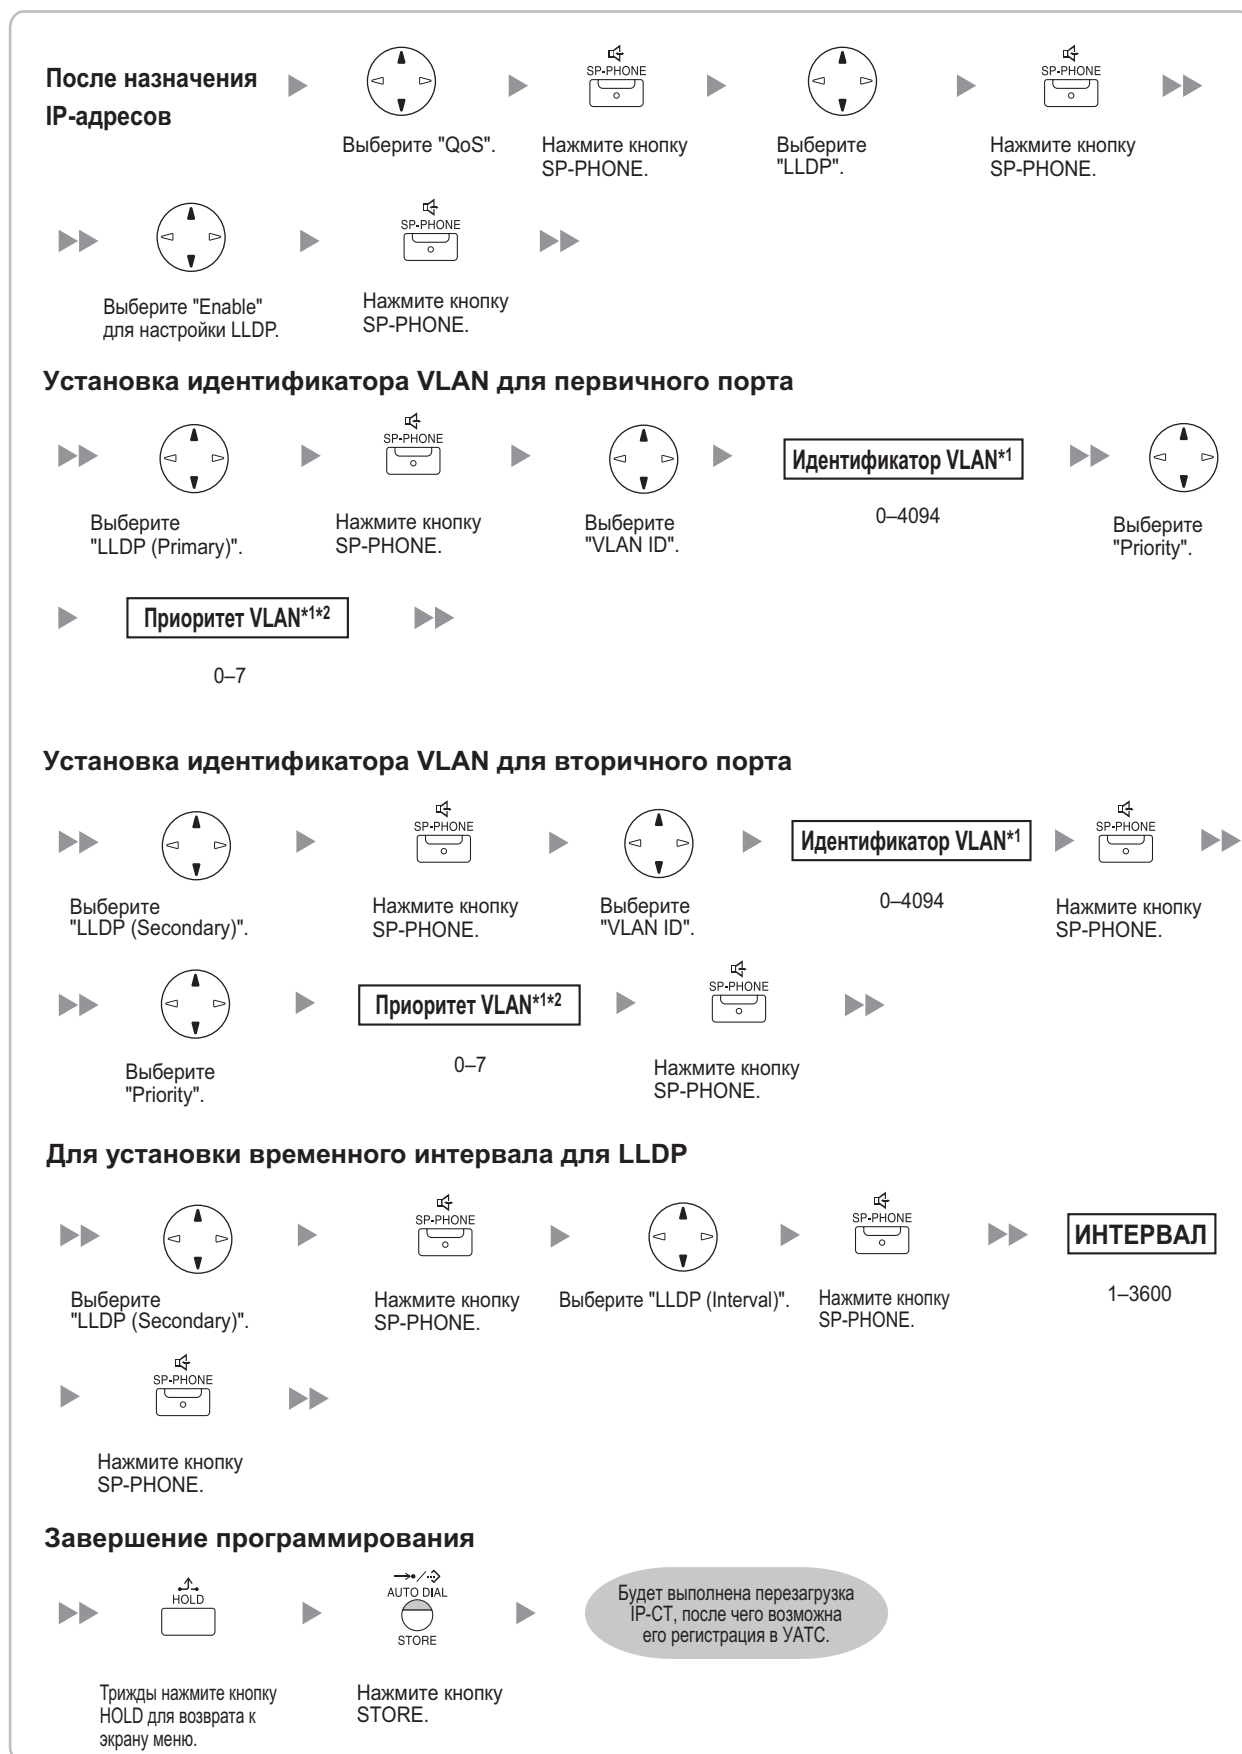 После назначения
IP-адресов
SP-PHONE
SP-PHONE
Выберите "QoS".
Нажмите кнопку
SP-PHONE.
Выберите
"LLDP".
Нажмите кнопку
SP-PHONE.
SP-PHONE
Выберите "Enable"
для настройки LLDP.
Нажмите кнопку
SP-PHONE.
Установка идентификатора VLAN для первичного порта
SP-PHONE
Идентификатор VLAN*1
Выберите
"LLDP (Primary)".
Нажмите кнопку
SP-PHONE.
Выберите
"VLAN ID".
0–4094
Выберите
"Priority".
Приоритет VLAN*1*2
0–7
Установка идентификатора VLAN для вторичного порта
SP-PHONE
Идентификатор VLAN*1
SP-PHONE
Выберите
"LLDP (Secondary)".
Нажмите кнопку
SP-PHONE.
Выберите
"VLAN ID".
0–4094
Нажмите кнопку
SP-PHONE.
Приоритет VLAN*1*2
SP-PHONE
Выберите
"Priority".
0–7
Нажмите кнопку
SP-PHONE.
Для установки временного интервала для LLDP
SP-PHONE
SP-PHONE
ИНТЕРВАЛ
Выберите
"LLDP (Secondary)".
Нажмите кнопку
SP-PHONE.
Выберите "LLDP (Interval)".
Нажмите кнопку
SP-PHONE.
1–3600
SP-PHONE
Нажмите кнопку
SP-PHONE.
Завершение программирования
HOLD
AUTO DIAL
STORE
Будет выполнена перезагрузка
IP-СТ, после чего возможна
его регистрация в УАТС.
Трижды нажмите кнопку
HOLD для возврата к
экрану меню.
Нажмите кнопку
STORE.